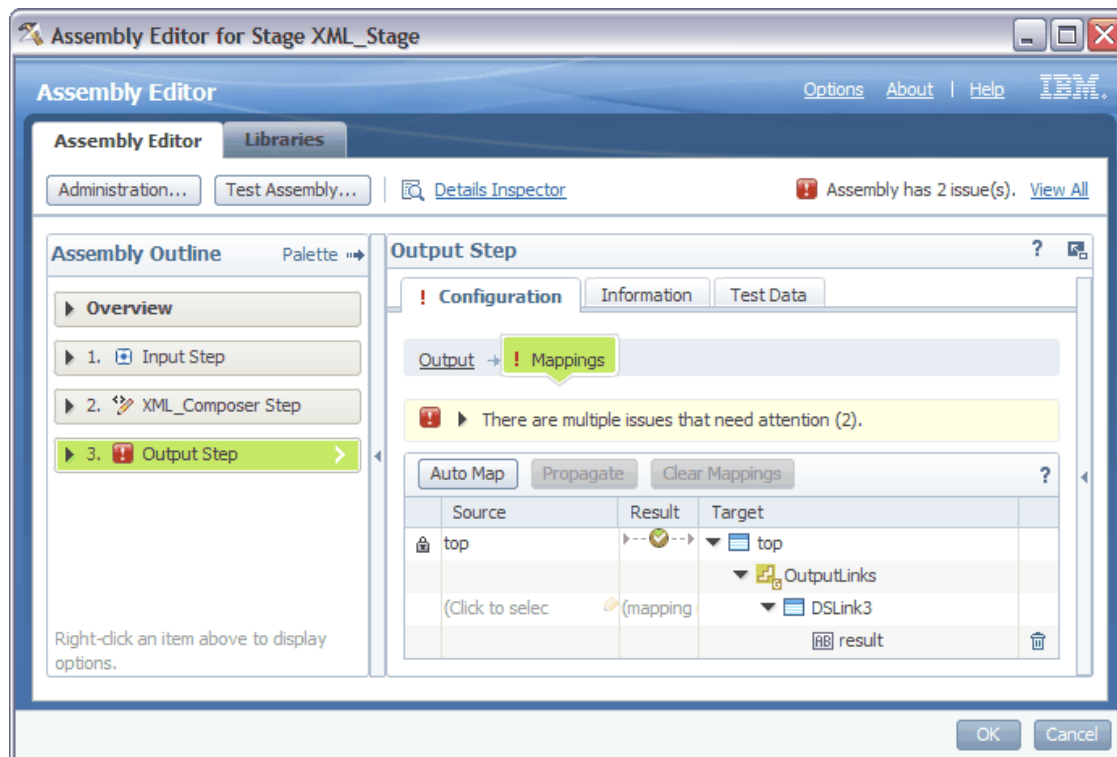 Assembly Editor for Stage XML_Stage
Assembly Editor
Options About | Help IBM.
Assembly Editor Libraries
Administration... Test Assembly... Details Inspector
Assembly has 2 issue(s). View All
Assembly Outline Palette
Overview
1. Input Step
2. XML_Composer Step
3. Output Step
Right-click an item above to display
options.
Output Step ?
! Configuration Information Test Data
Output ! Mappings
There are multiple issues that need attention (2).
Auto Map Propagate Clear Mappings ?
Source Result Target
top top
OutputLinks
(Click to selec (mapping DSLink3
AB result
OK Cancel